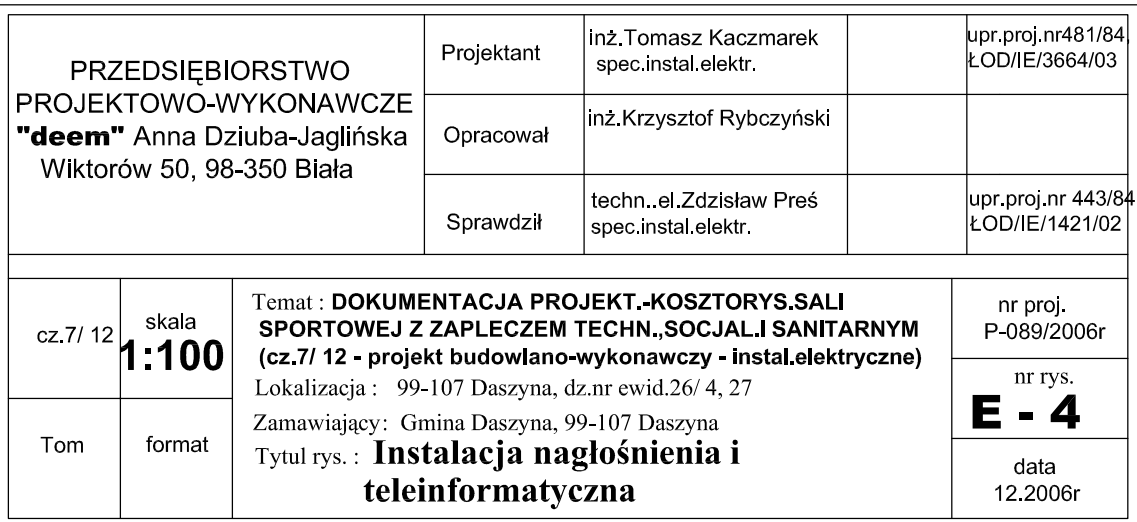 PRZEDSIĘBIORSTWO
PROJEKTOWO-WYKONAWCZE
"deem" Anna Dziuba-Jaglińska
Wiktorów 50, 98-350 Biała
Projektant
inż.Tomasz Kaczmarek
spec.instal.elektr.
upr.proj.nr481/84,
ŁOD/IE/3664/03
Opracował
inż.Krzysztof Rybczyński
Sprawdził
techn..el.Zdzisław Preś
spec.instal.elektr.
upr.proj.nr 443/84
ŁOD/IE/1421/02
cz.7/ 12
skala
1:100
Tom
format
Temat : DOKUMENTACJA PROJEKT.-KOSZTORYS.SALI
SPORTOWEJ Z ZAPLECZEM TECHN.,SOCJAL.I SANITARNYM
(cz.7/ 12 - projekt budowlano-wykonawczy - instal.elektryczne)
Lokalizacja : 99-107 Daszyna, dz.nr ewid.26/ 4, 27
Zamawiający: Gmina Daszyna, 99-107 Daszyna
Tytul rys. : Instalacja nagłośnienia i
teleinformatyczna
nr proj.
P-089/2006r
nr rys.
E - 4
data
12.2006r